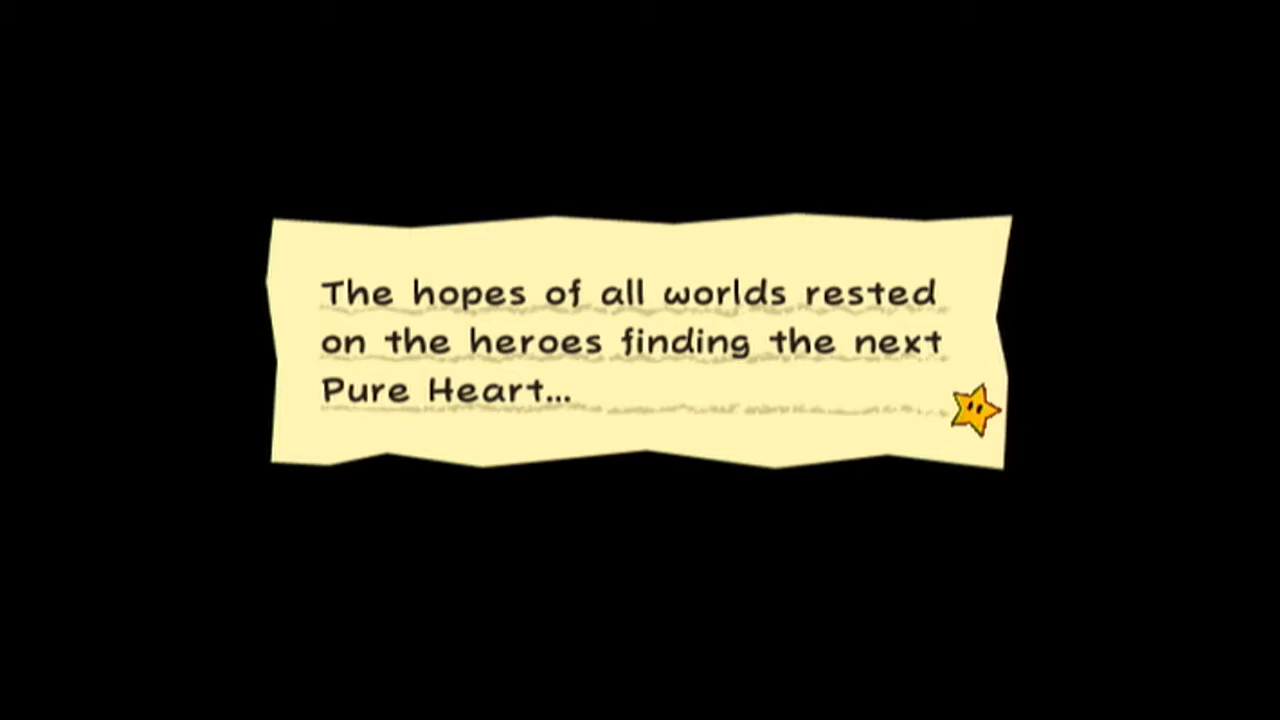 The hopes of all worlds rested
on the heroes finding the next
Pure Heart...